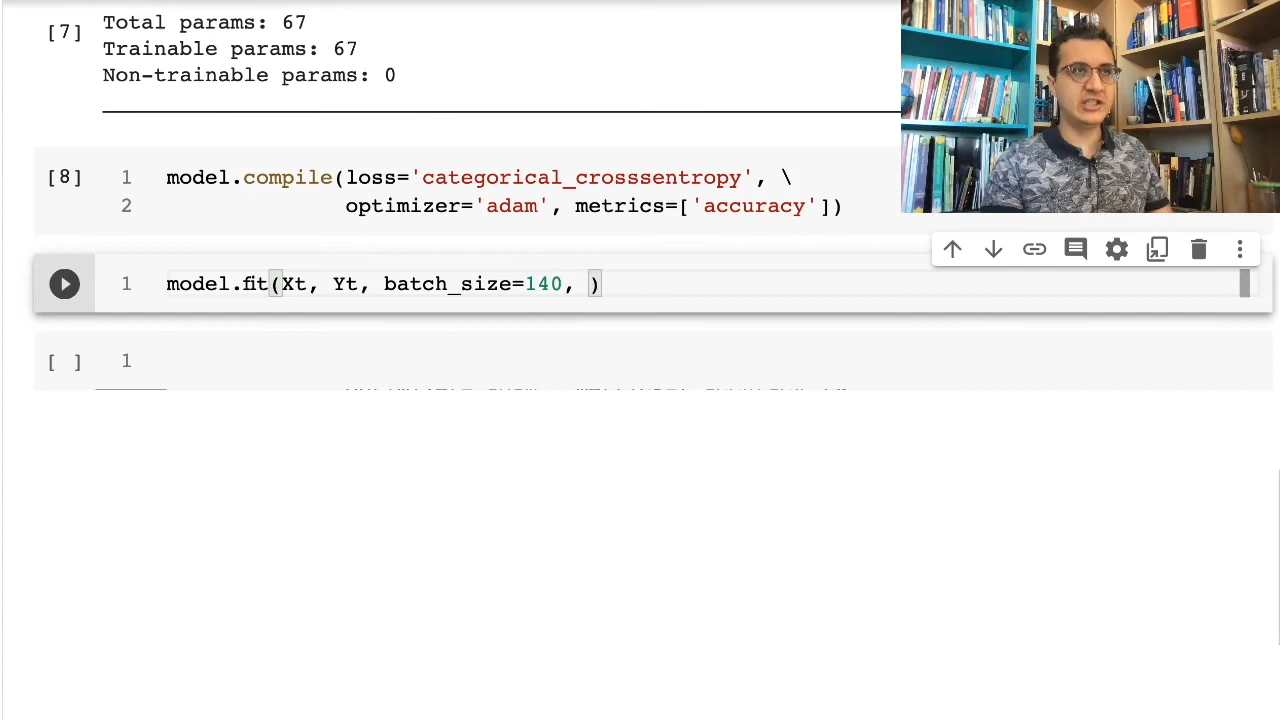 [7]
Total params: 67
Trainable params: 67
Non-trainable params: 0
[8]
1 model.compile(loss='categorical_crosssentropy', \
2 optimizer='adam', metrics=['accuracy'])
1 model.fit(Xt, Yt, batch_size=140, )
[ ] 1